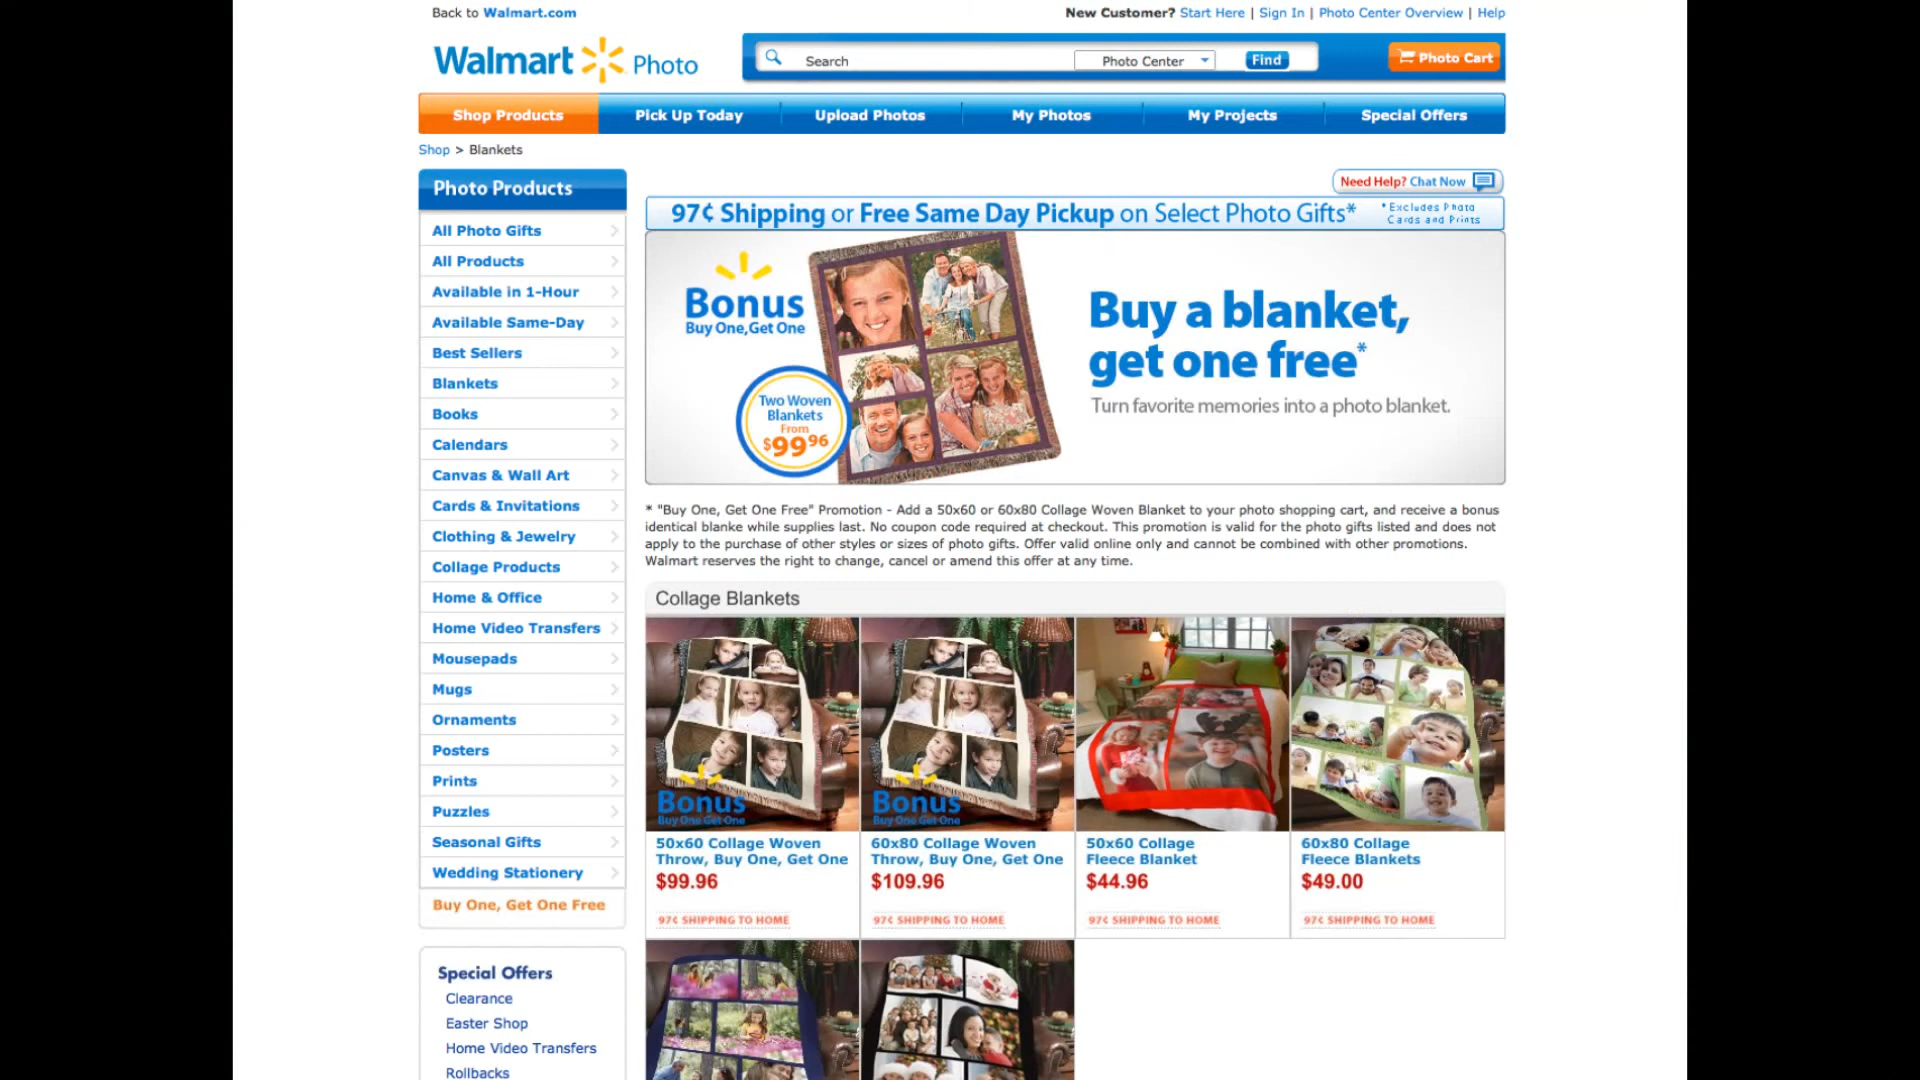 Back to Walmart.com
New Customer? Start Here | Sign In | Photo Center Overview | Help
Walmart Photo
Search
Photo Center
Find
Photo Cart
Shop Products
Pick Up Today
Upload Photos
My Photos
My Projects
Special Offers
Shop > Blankets
Photo Products
All Photo Gifts
All Products
Available in 1-Hour
Available Same-Day
Best Sellers
Blankets
Books
Calendars
Canvas & Wall Art
Cards & Invitations
Clothing & Jewelry
Collage Products
Home & Office
Home Video Transfers
Mousepads
Mugs
Ornaments
Posters
Prints
Puzzles
Seasonal Gifts
Wedding Stationery
Buy One, Get One Free
Special Offers
Clearance
Easter Shop
Home Video Transfers
Rollbacks
Need Help? Chat Now
97¢ Shipping or Free Same Day Pickup on Select Photo Gifts*
*Excludes Photo
Cards and Prints
Bonus
Buy One, Get One
Two Woven
Blankets
From
$99 96
Buy a blanket,
get one free*
Turn favorite memories into a photo blanket.
* "Buy One, Get One Free" Promotion - Add a 50x60 or 60x80 Collage Woven Blanket to your photo shopping cart, and receive a bonus
identical blanke while supplies last. No coupon code required at checkout. This promotion is valid for the photo gifts listed and does not
apply to the purchase of other styles or sizes of photo gifts. Offer valid online only and cannot be combined with other promotions.
Walmart reserves the right to change, cancel or amend this offer at any time.
Collage Blankets
Bonus
Buy One Get One
50x60 Collage Woven
Throw, Buy One, Get One
$99.96
97¢ SHIPPING TO HOME
Bonus
Buy One Get One
60x80 Collage Woven
Throw, Buy One, Get One
$109.96
97¢ SHIPPING TO HOME
50x60 Collage
Fleece Blanket
$44.96
97¢ SHIPPING TO HOME
60x80 Collage
Fleece Blankets
$49.00
97¢ SHIPPING TO HOME